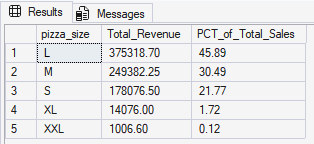 Results Messages
pizza_size Total_Revenue PCT_of_Total_Sales
1 L 375318.70 45.89
2 M 249382.25 30.49
3 S 178076.50 21.77
4 XL 14076.00 1.72
5 XXL 1006.60 0.12